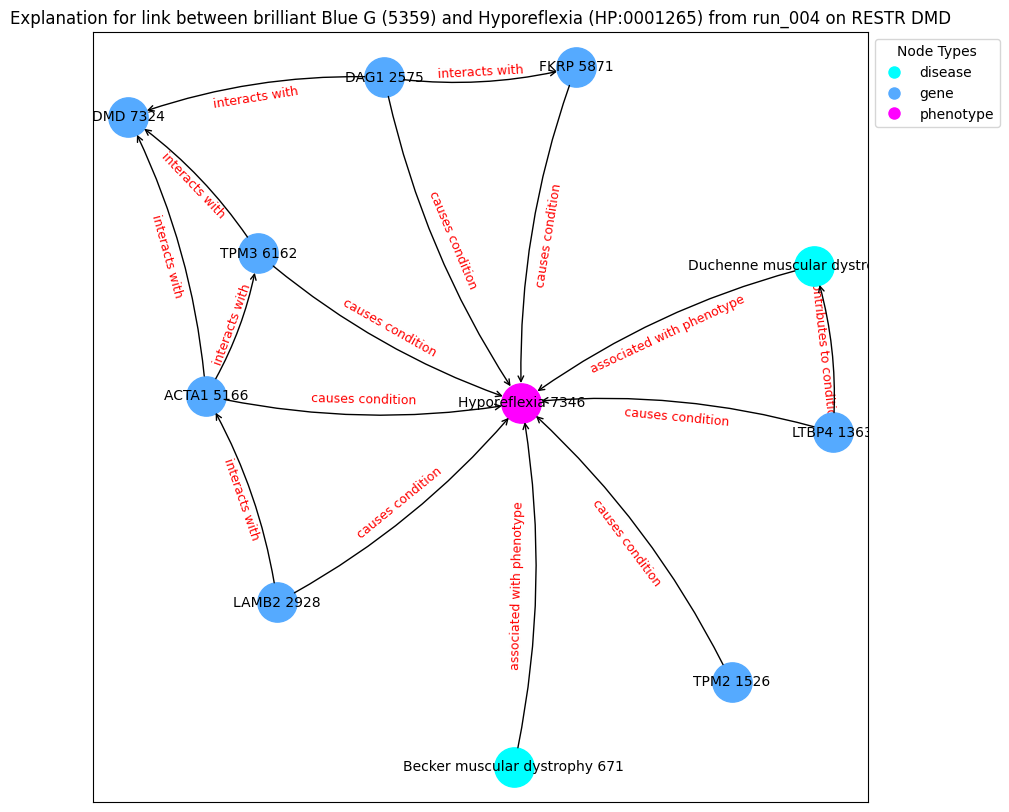 Explanation for link between brilliant Blue G (5359) and Hyporeflexia (HP:0001265) from run_004 on RESTR DMD
Node Types
disease
gene
phenotype
FKRP 5871
DAG1 2575
interacts with
interacts with
DMD 7324
interacts with
interacts with
TPM3 6162
causes condition
causes condition
Duchenne muscular dystro
interacts with
causes condition
associated with phenotype
ontributes to condition
ACTA1 5166
causes condition
Hyporeflexia 7346
causes condition
LTBP4 1363
interacts with
causes condition
causes condition
associated with phenotype
LAMB2 2928
TPM2 1526
Becker muscular dystrophy 671